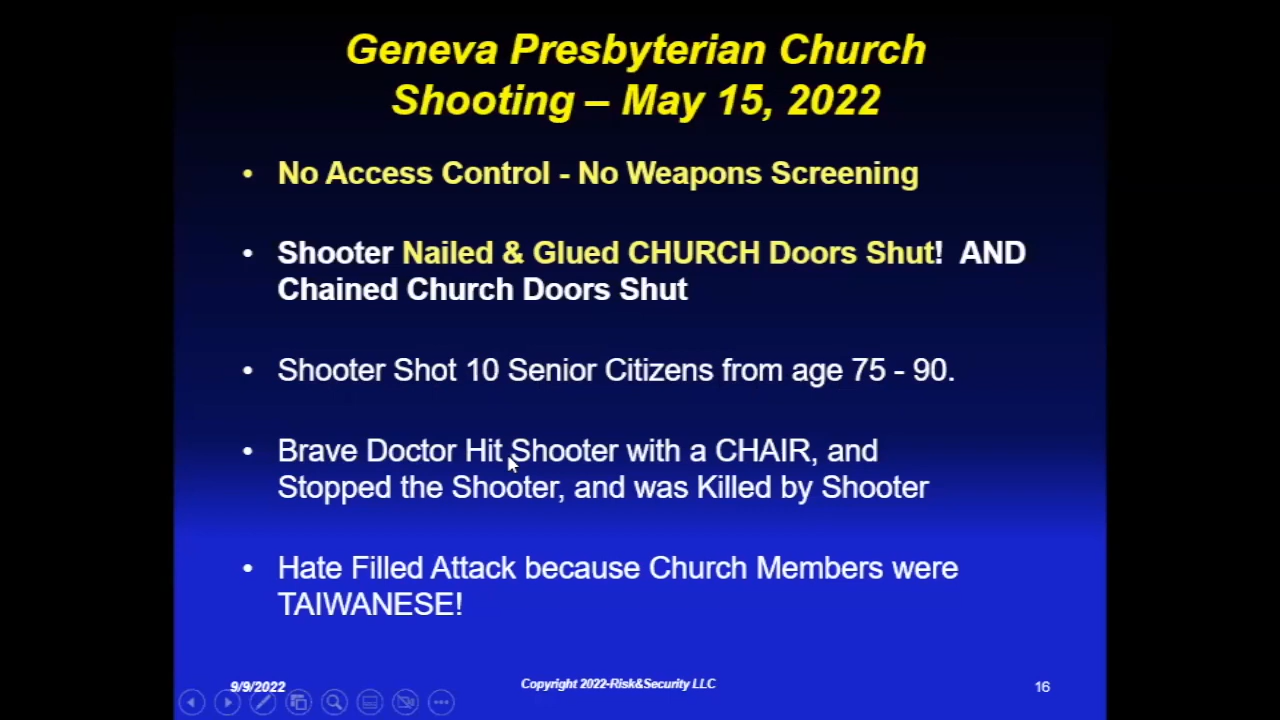 Geneva Presbyterian Church
Shooting – May 15, 2022
• No Access Control - No Weapons Screening
• Shooter Nailed & Glued CHURCH Doors Shut!  AND
Chained Church Doors Shut
• Shooter Shot 10 Senior Citizens from age 75 - 90.
• Brave Doctor Hit Shooter with a CHAIR, and
Stopped the Shooter, and was Killed by Shooter
• Hate Filled Attack because Church Members were
TAIWANESE!
9/9/2022
Copyright 2022-Risk&Security LLC
16